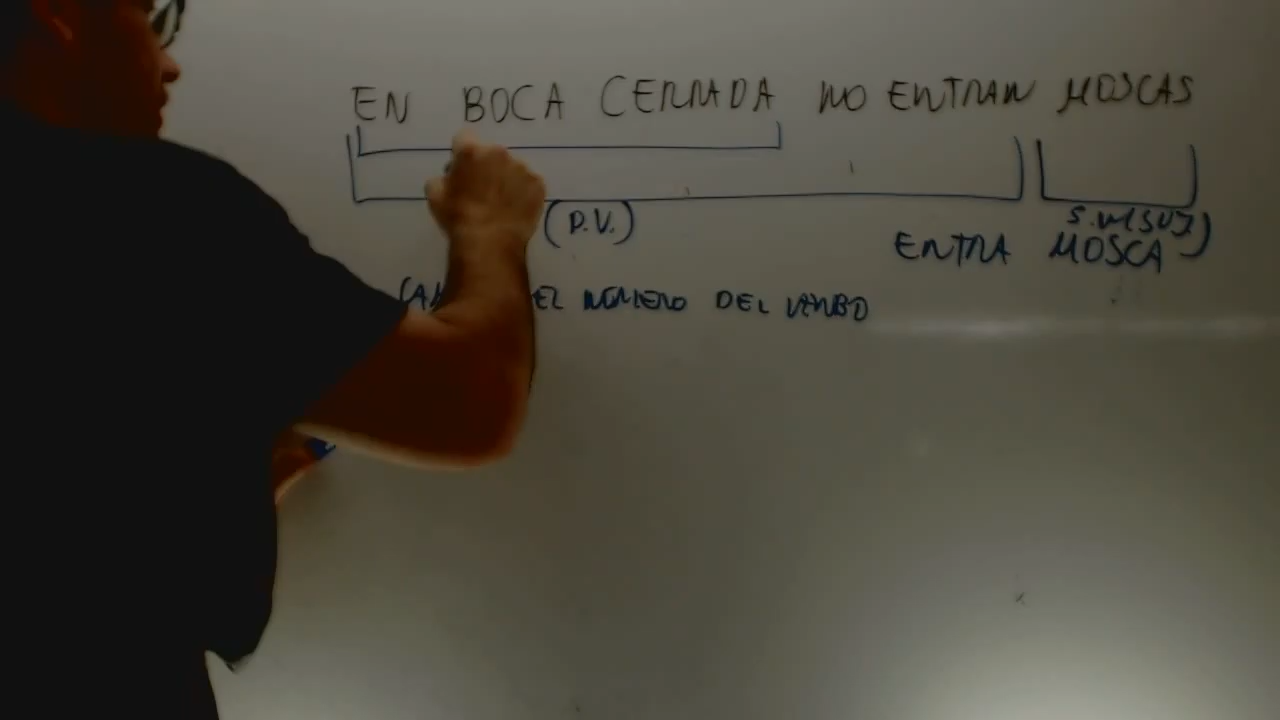 EN BOCA CERRADA NO ENTRAN MOSCAS
(P.V.)
S.N(SUJ)
ENTRA MOSCA
EL NÚMERO DEL VERBO